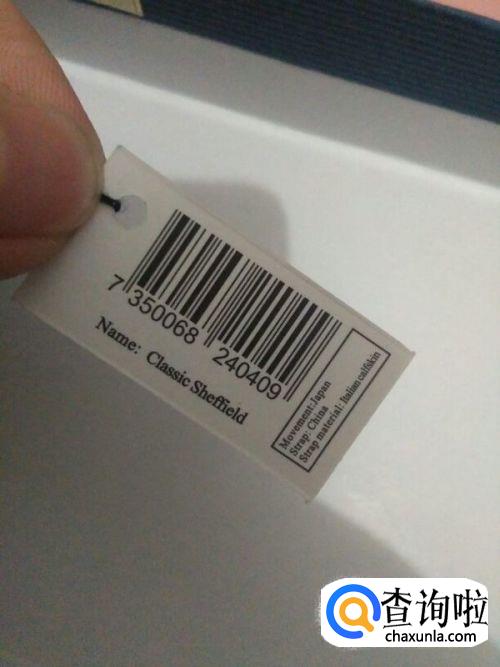 7 350068 240409
Name: Classic Sheffield
Movement:Japan
Strap: China
Strap material: Italian calfskin
查询啦
chaxunla.com